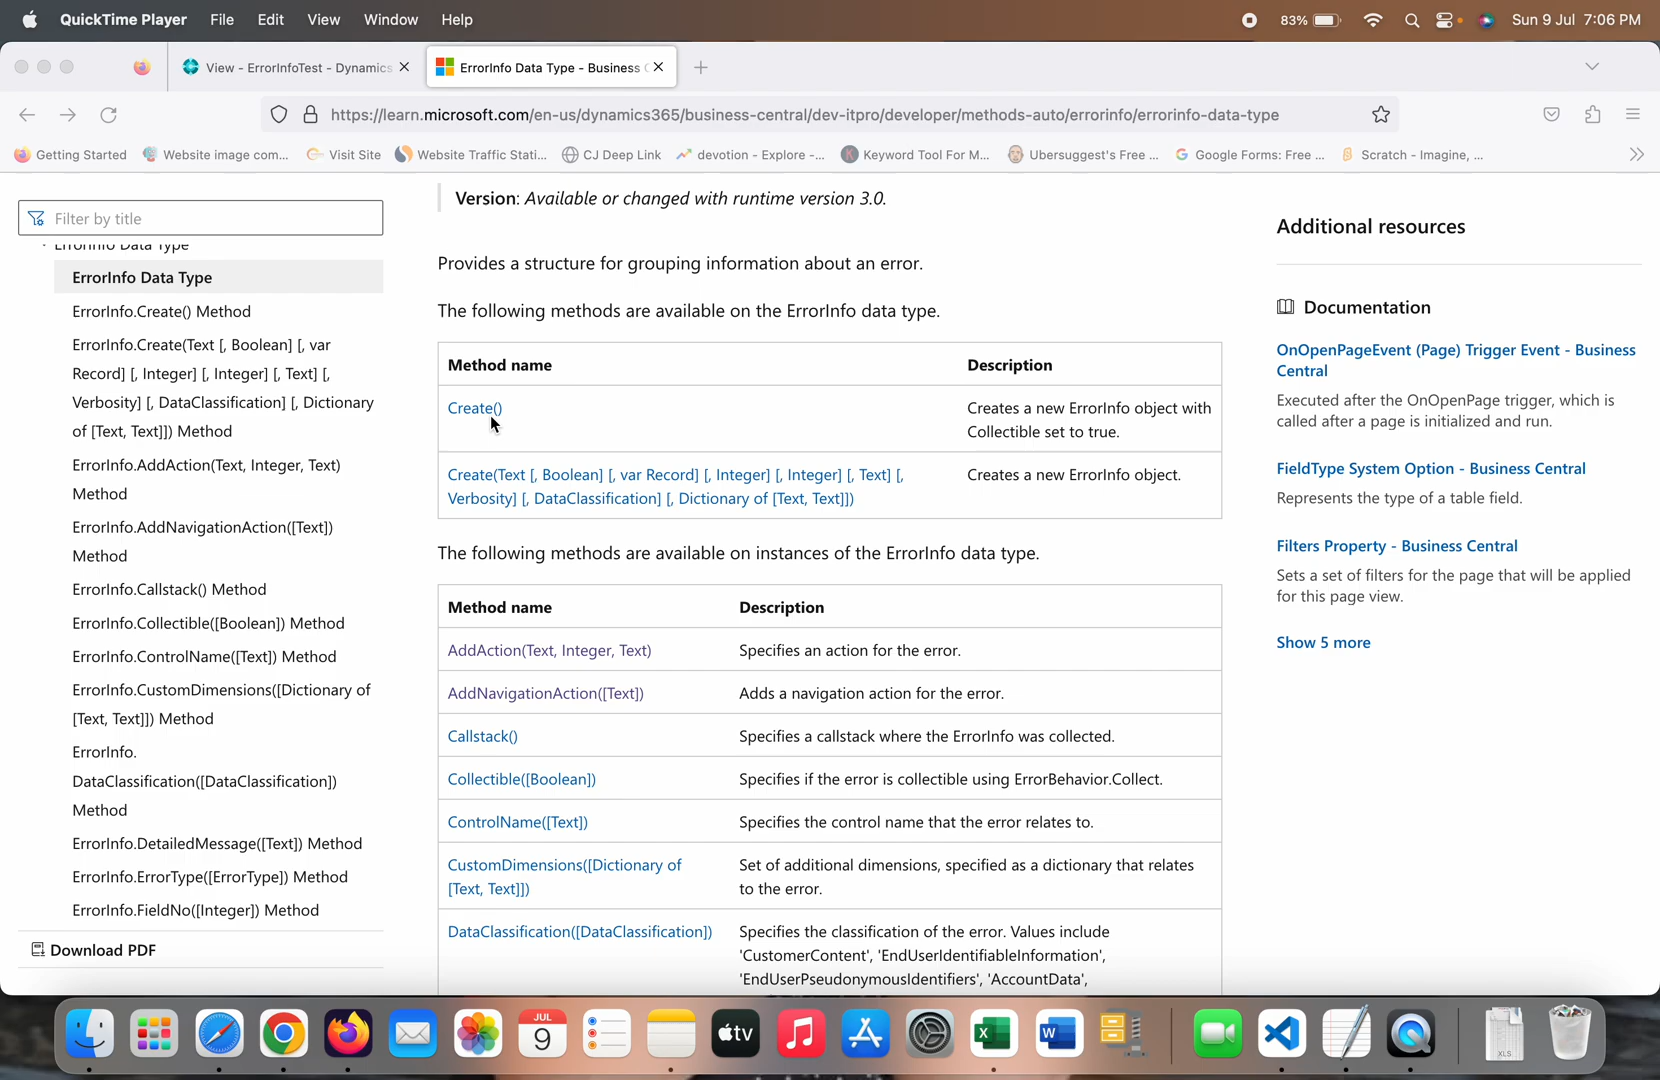 QuickTime Player File Edit View Window Help
83% Sun 9 Jul 7:06 PM
View - ErrorInfoTest - Dynamics
ErrorInfo Data Type - Business C
https://learn.microsoft.com/en-us/dynamics365/business-central/dev-itpro/developer/methods-auto/errorinfo/errorinfo-data-type
Getting Started Website image com... Visit Site Website Traffic Stati... CJ Deep Link devotion - Explore -... Keyword Tool For M... Ubersuggest's Free ... Google Forms: Free ... Scratch - Imagine, ...
Filter by title
ErrorInfo Data Type
ErrorInfo Data Type
ErrorInfo.Create() Method
ErrorInfo.Create(Text [, Boolean] [, var
Record] [, Integer] [, Integer] [, Text] [,
Verbosity] [, DataClassification] [, Dictionary
of [Text, Text]]) Method
ErrorInfo.AddAction(Text, Integer, Text)
Method
ErrorInfo.AddNavigationAction([Text])
Method
ErrorInfo.Callstack() Method
ErrorInfo.Collectible([Boolean]) Method
ErrorInfo.ControlName([Text]) Method
ErrorInfo.CustomDimensions([Dictionary of
[Text, Text]]) Method
ErrorInfo.
DataClassification([DataClassification])
Method
ErrorInfo.DetailedMessage([Text]) Method
ErrorInfo.ErrorType([ErrorType]) Method
ErrorInfo.FieldNo([Integer]) Method
Download PDF
Version: Available or changed with runtime version 3.0.
Provides a structure for grouping information about an error.
The following methods are available on the ErrorInfo data type.
Method name Description
Create() Creates a new ErrorInfo object with
Collectible set to true.
Create(Text [, Boolean] [, var Record] [, Integer] [, Integer] [, Text] [, Creates a new ErrorInfo object.
Verbosity] [, DataClassification] [, Dictionary of [Text, Text]])
The following methods are available on instances of the ErrorInfo data type.
Method name Description
AddAction(Text, Integer, Text) Specifies an action for the error.
AddNavigationAction([Text]) Adds a navigation action for the error.
Callstack() Specifies a callstack where the ErrorInfo was collected.
Collectible([Boolean]) Specifies if the error is collectible using ErrorBehavior.Collect.
ControlName([Text]) Specifies the control name that the error relates to.
CustomDimensions([Dictionary of Set of additional dimensions, specified as a dictionary that relates
[Text, Text]]) to the error.
DataClassification([DataClassification]) Specifies the classification of the error. Values include
'CustomerContent', 'EndUserIdentifiableInformation',
'EndUserPseudonymousIdentifiers', 'AccountData',
Additional resources
Documentation
OnOpenPageEvent (Page) Trigger Event - Business
Central
Executed after the OnOpenPage trigger, which is
called after a page is initialized and run.
FieldType System Option - Business Central
Represents the type of a table field.
Filters Property - Business Central
Sets a set of filters for the page that will be applied
for this page view.
Show 5 more
JUL
9
tv
XLS